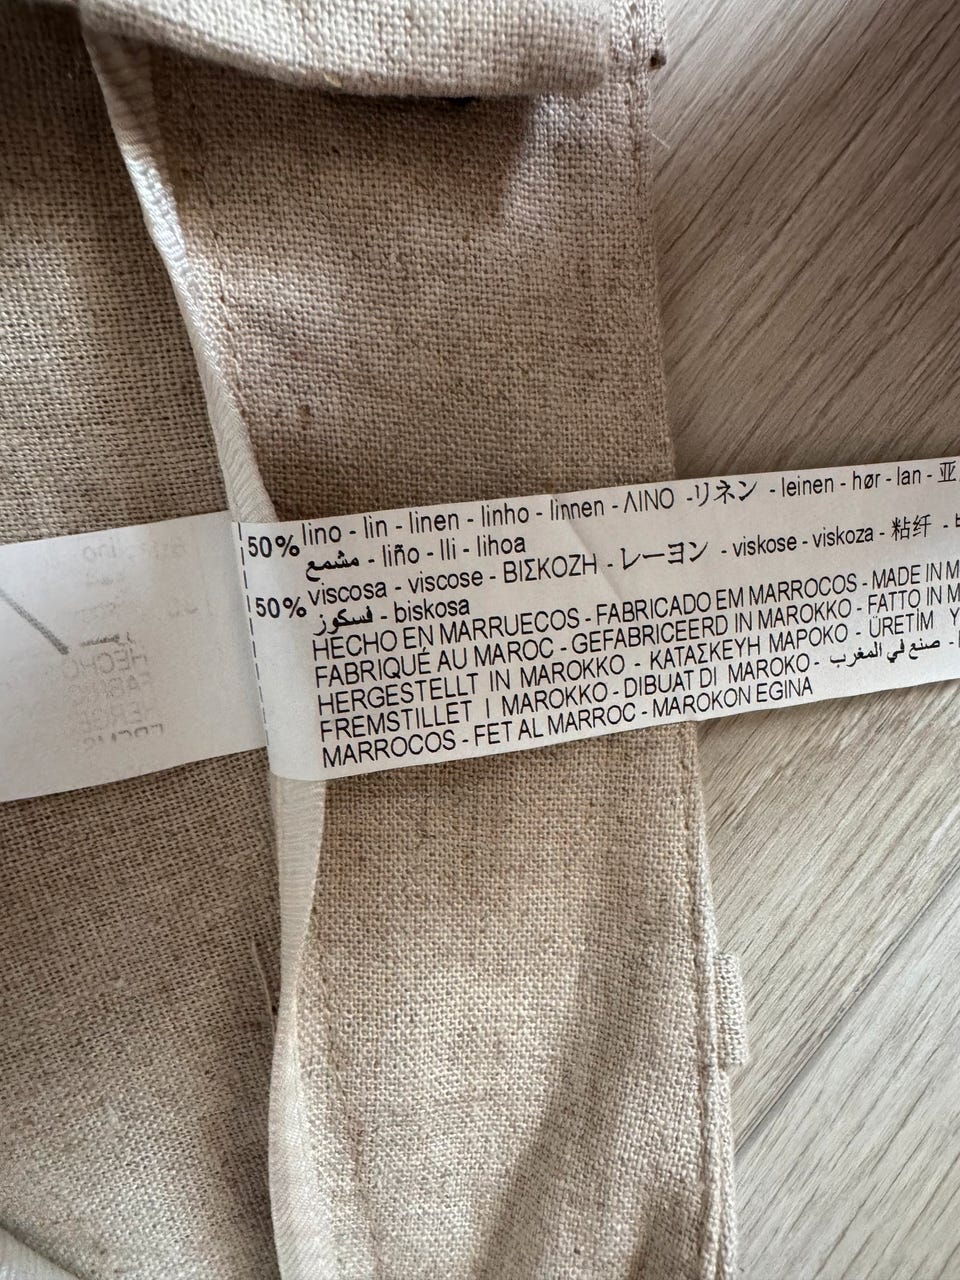 50% lino - lin - linen - linho - linnen - ΛINO - リネン - leinen - hør - lan - 亚
مشمع - liño - lli - lihoa
50% viscosa - viscose - ΒΙΣΚΟΖΗ - レーヨン - viskose - viskoza - 粘纤 -
فسكوز - biskosa
HECHO EN MARRUECOS - FABRICADO EM MARROCOS - MADE IN M
FABRIQUÉ AU MAROC - GEFABRICEERD IN MAROKKO - FATTO IN M
HERGESTELLT IN MAROKKO - ΚΑΤΑΣΚΕΥΗ ΜΑΡΟΚΟ - ÜRETİM Y
FREMSTILLET I MAROKKO - DIBUAT DI MAROKO - صنع في المغرب -
MARROCOS - FET AL MARROC - MAROKON EGINA